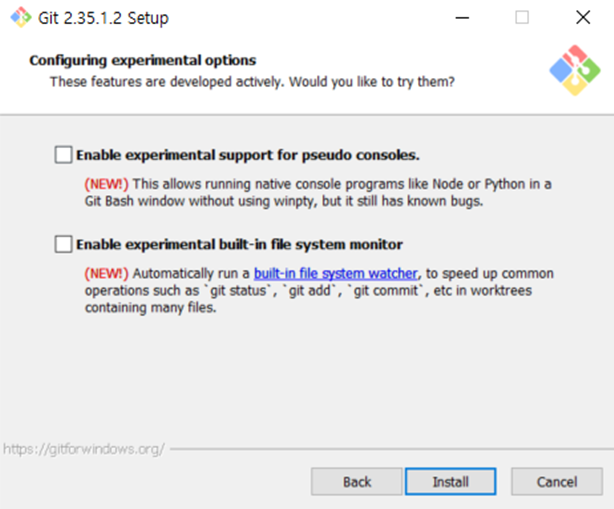 Git 2.35.1.2 Setup
Configuring experimental options
These features are developed actively. Would you like to try them?
Enable experimental support for pseudo consoles.
(NEW!) This allows running native console programs like Node or Python in a
Git Bash window without using winpty, but it still has known bugs.
Enable experimental built-in file system monitor
(NEW!) Automatically run a built-in file system watcher, to speed up common
operations such as `git status`, `git add`, `git commit`, etc in worktrees
containing many files.
https://gitforwindows.org/
Back
Install
Cancel